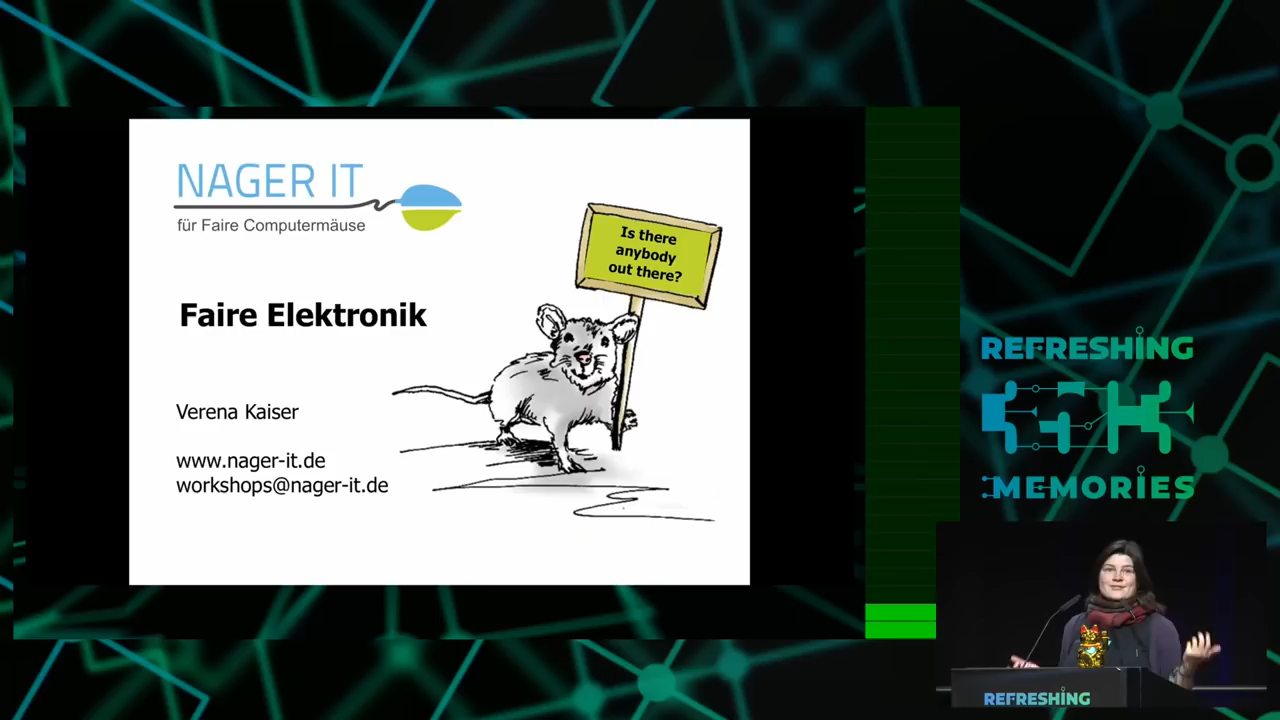 NAGER IT
für Faire Computermäuse
Is there
anybody
out there?
Faire Elektronik
Verena Kaiser
www.nager-it.de
workshops@nager-it.de
REFRESHING
MEMORIES
REFRESHING